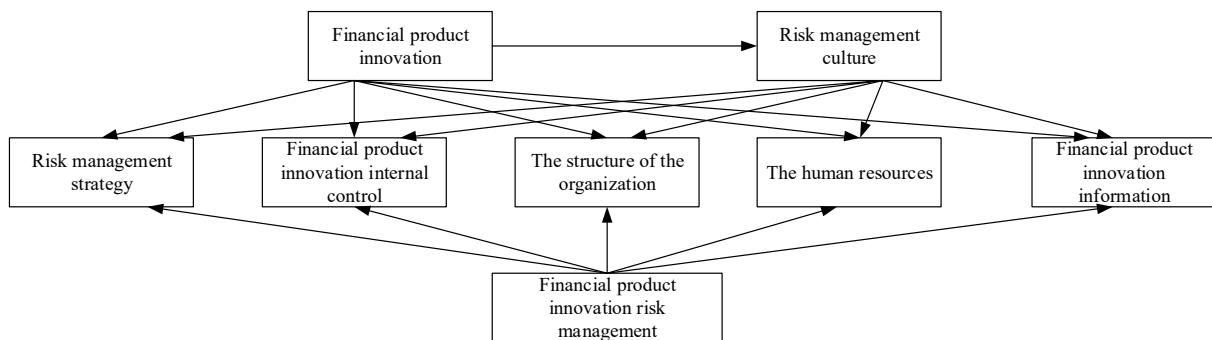 Financial product
innovation
Risk management
culture
Risk management
strategy
Financial product
innovation internal
control
The structure of the
organization
The human resources
Financial product
innovation
information
Financial product
innovation risk
management